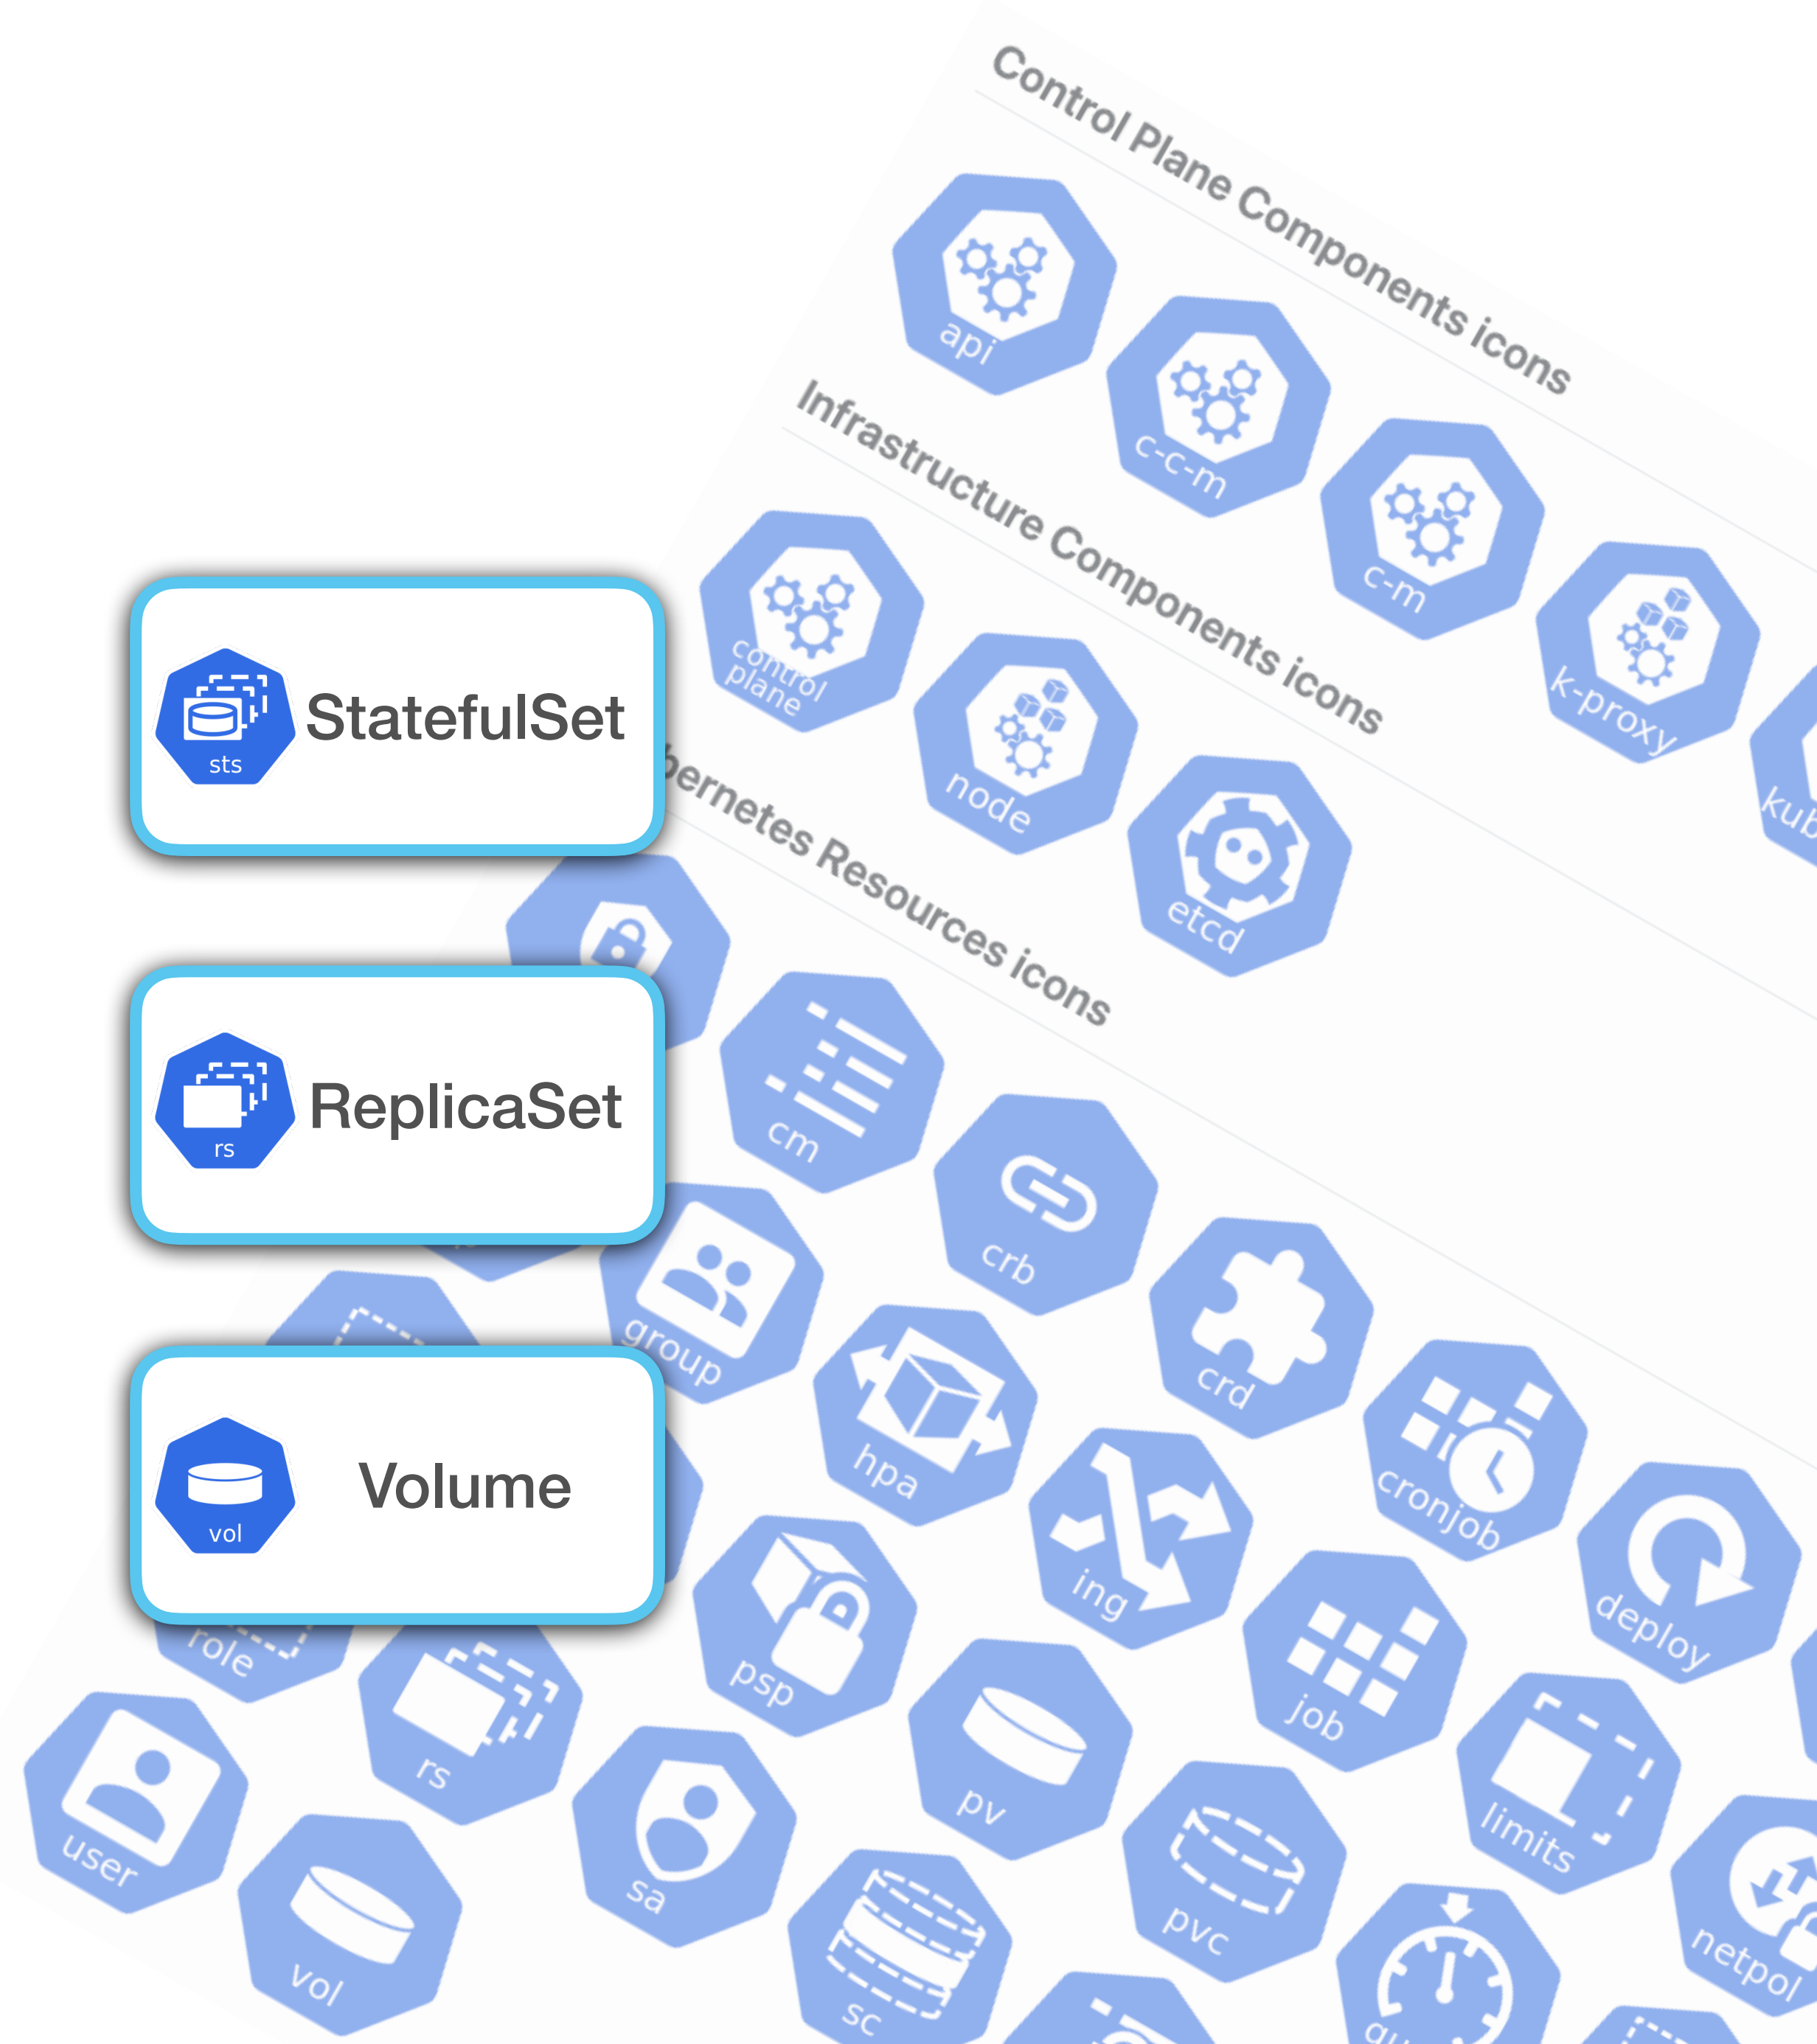 Control Plane Components icons
api
c-c-m
c-m
k-proxy
Infrastructure Components icons
control
plane
node
etcd
Resources icons
cm
crb
crd
cronjob
deploy
group
hpa
ing
job
limits
netpol
psp
pv
pvc
role
rs
sa
sc
user
vol
StatefulSet
sts
ReplicaSet
rs
Volume
vol